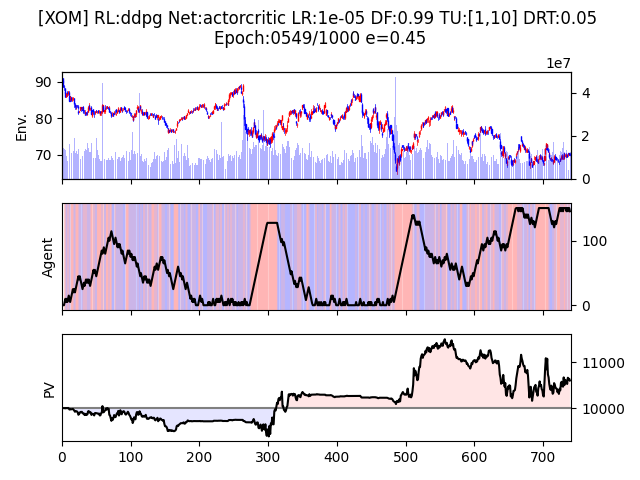 [XOM] RL:ddpg Net:actorcritic LR:1e-05 DF:0.99 TU:[1,10] DRT:0.05
Epoch:0549/1000 e=0.45
1e7
90
80
70
Env.
4
2
0
Agent
100
0
PV
11000
10000
0 100 200 300 400 500 600 700